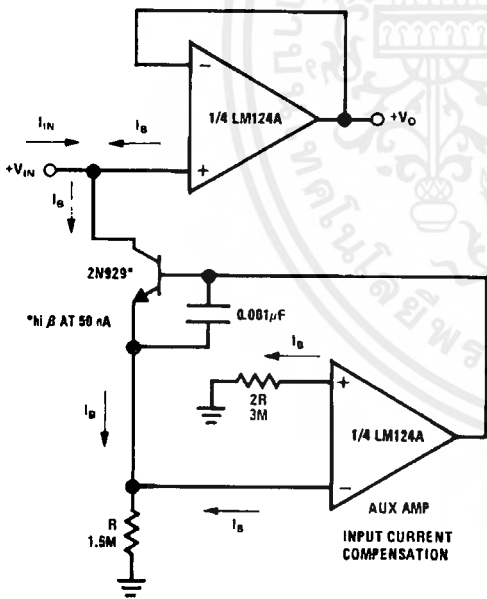 1/4 LM124A
+V_O
I_IN
I_B
+V_IN
I_B
2N929*
*hi β AT 50 nA
0.001μF
I_B
2R
3M
1/4 LM124A
I_B
I_B
R
1.5M
AUX AMP
INPUT CURRENT
COMPENSATION